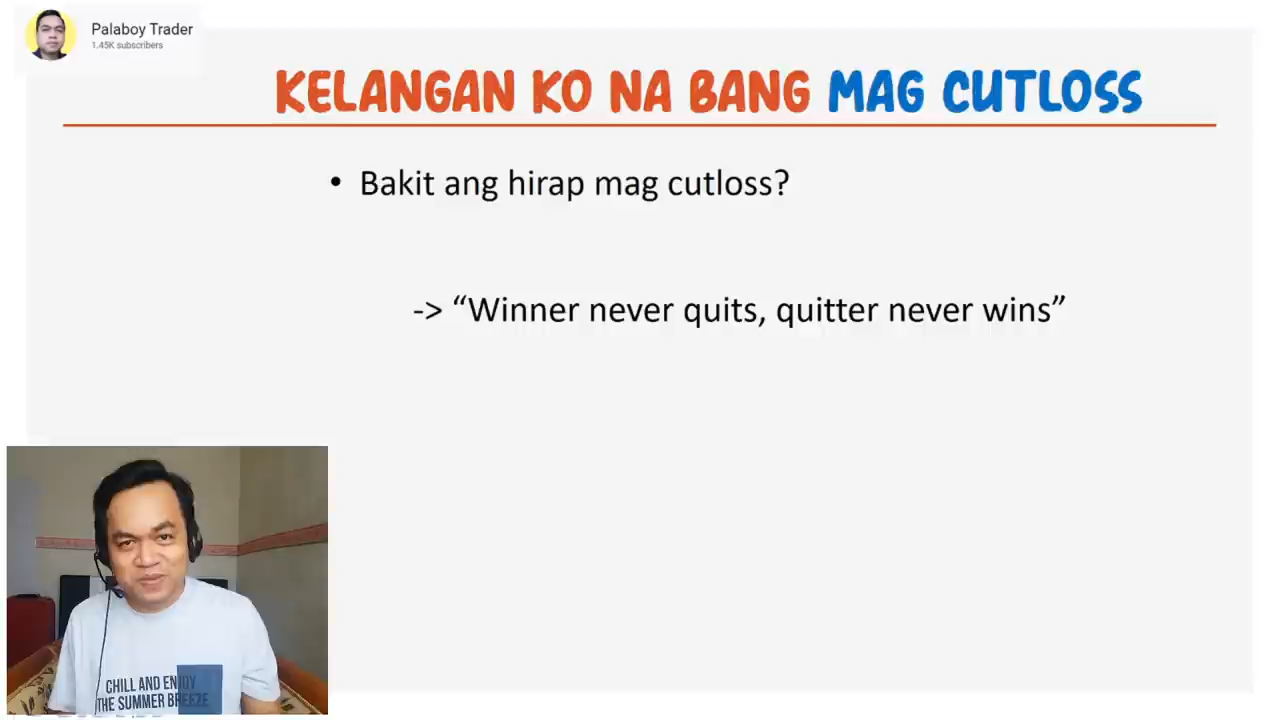 Palaboy Trader
1.45K subscribers
KELANGAN KO NA BANG MAG CUTLOSS
• Bakit ang hirap mag cutloss?
-> “Winner never quits, quitter never wins”
CHILL AND ENJOY
THE SUMMER BREEZE